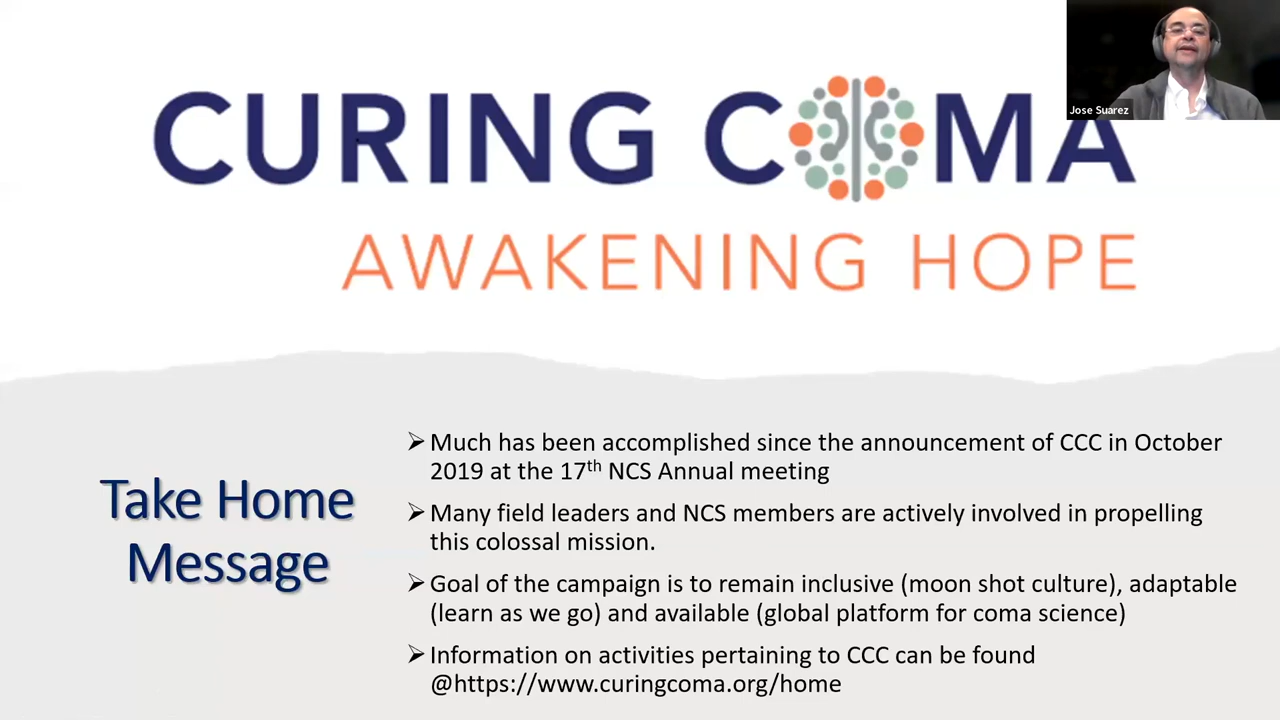 CURING COMA
Jose Suarez
AWAKENING HOPE
Take Home
Message
➢Much has been accomplished since the announcement of CCC in October
2019 at the 17th NCS Annual meeting
➢Many field leaders and NCS members are actively involved in propelling
this colossal mission.
➢Goal of the campaign is to remain inclusive (moon shot culture), adaptable
(learn as we go) and available (global platform for coma science)
➢Information on activities pertaining to CCC can be found
@https://www.curingcoma.org/home